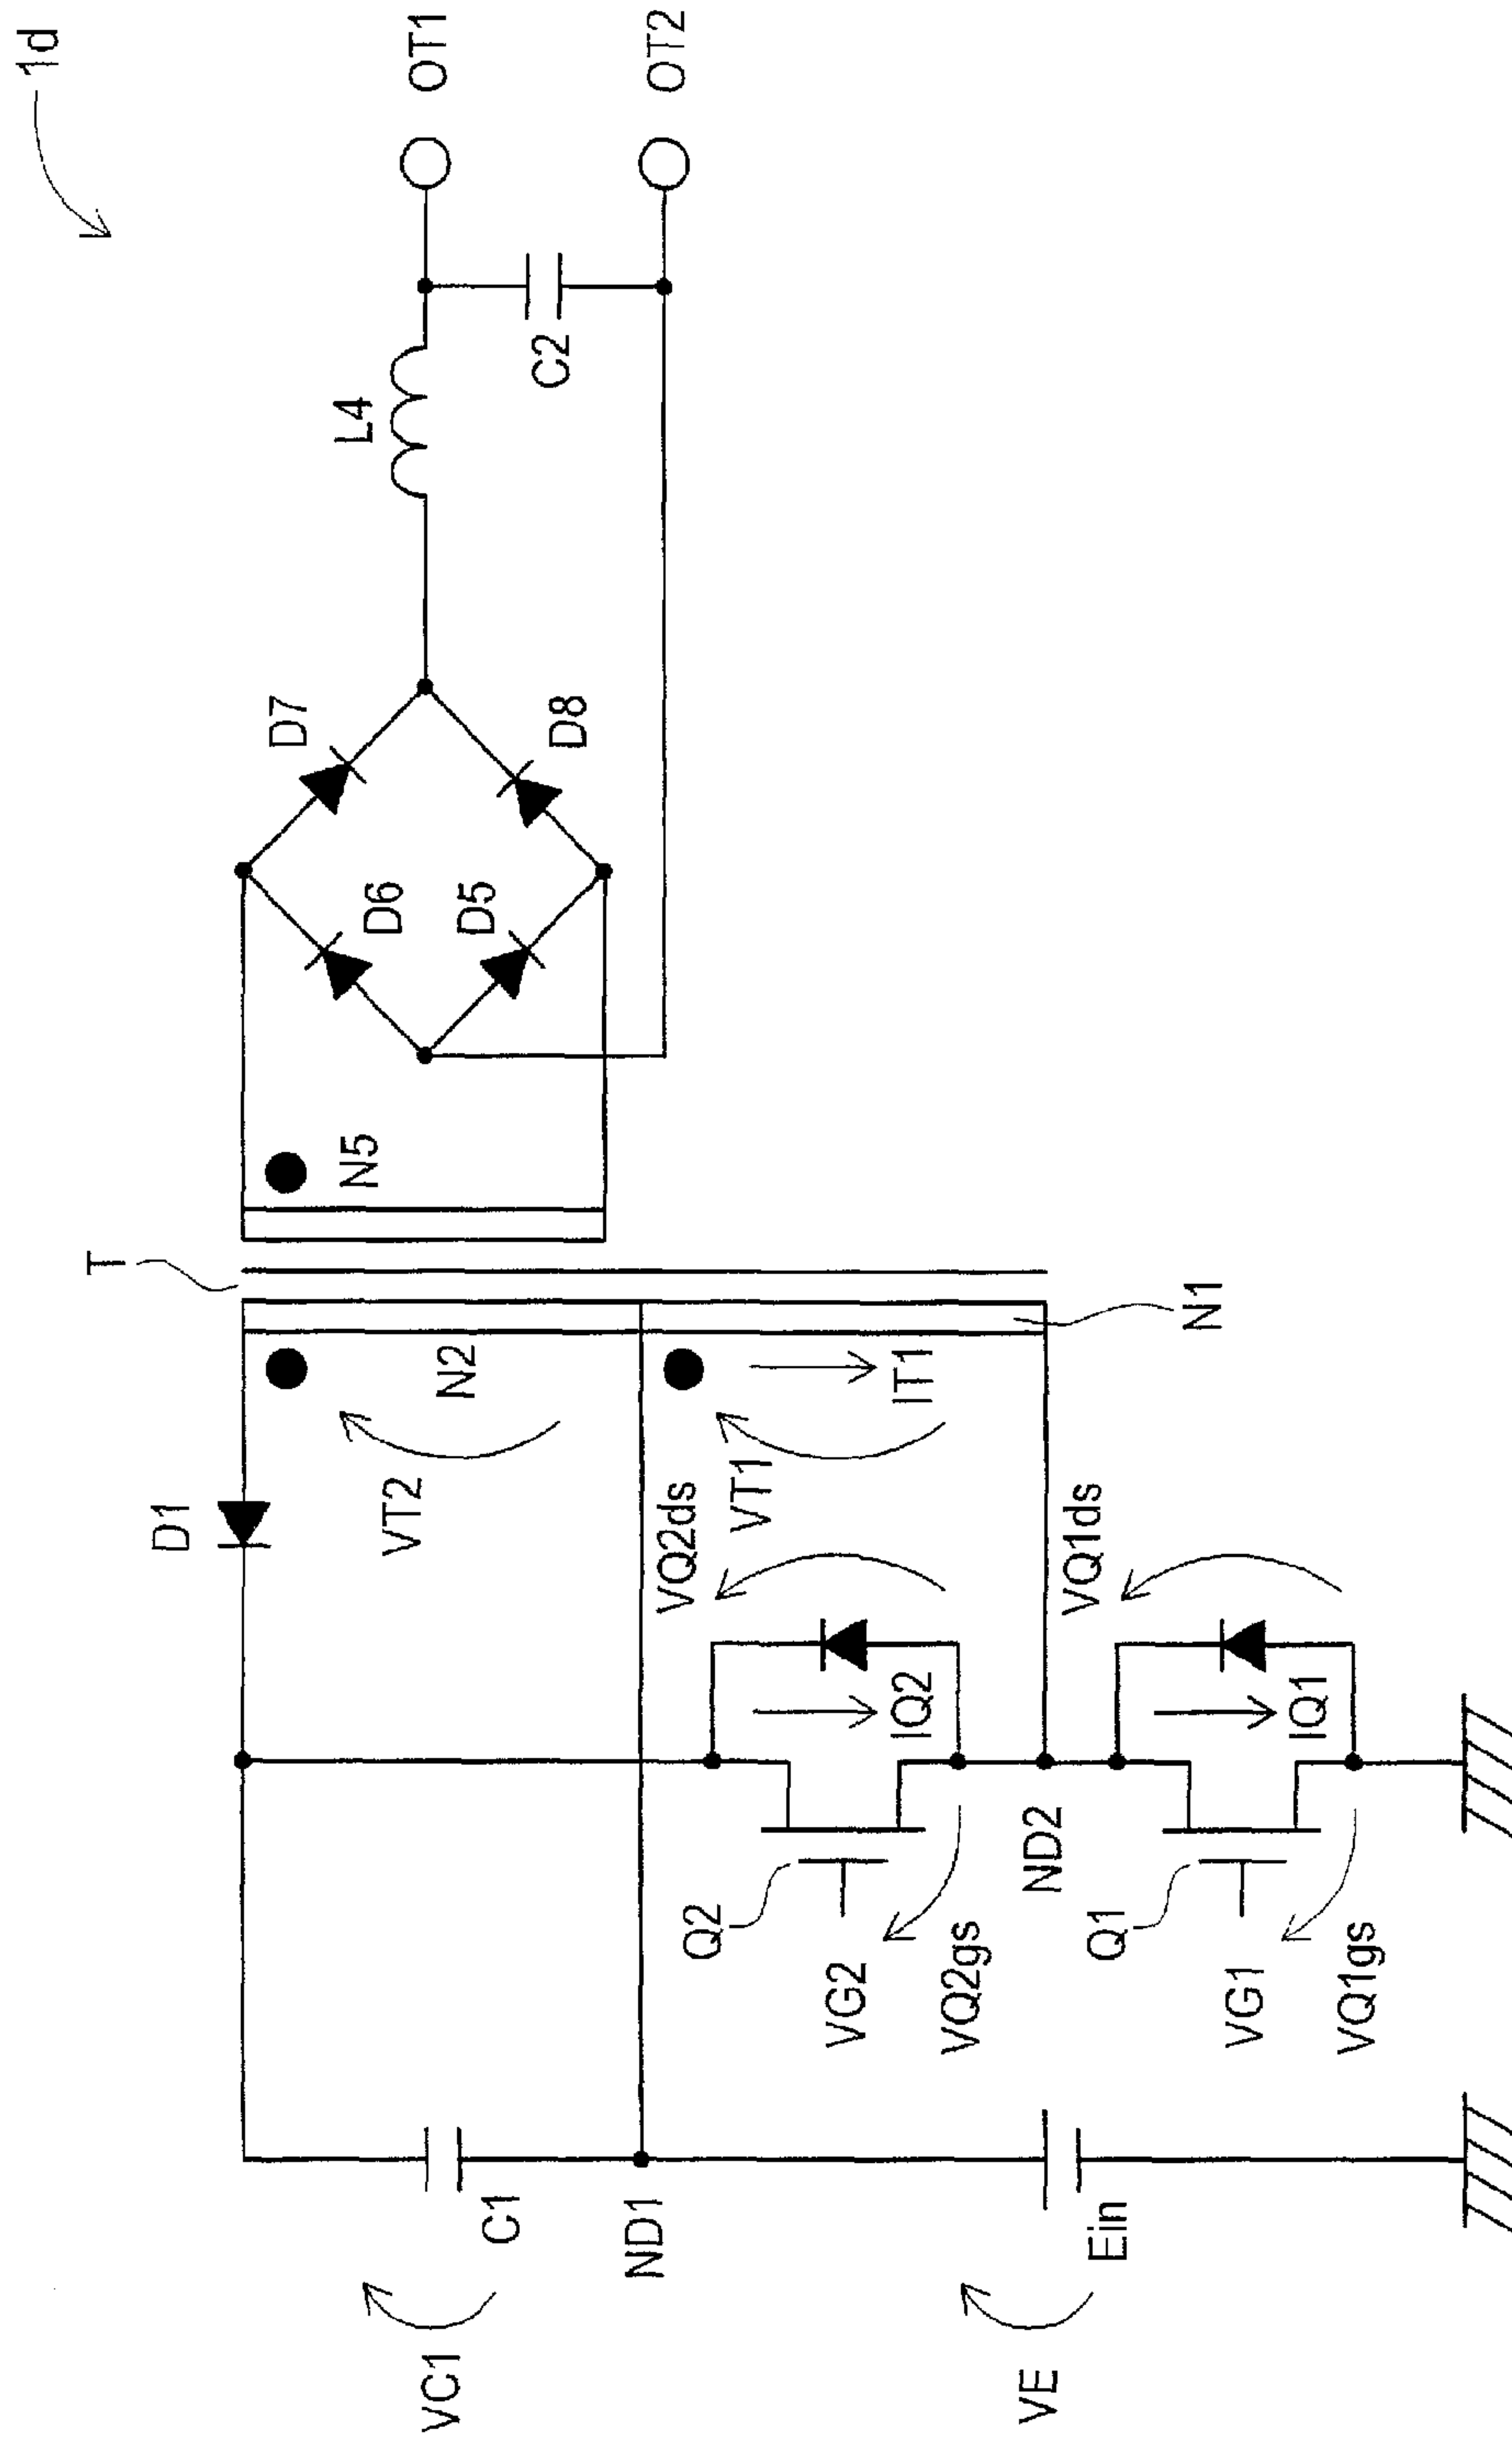 1d
OT1
OT2
L4
C2
D7
D8
D6
D5
N5
T
N1
N2
IT1
VT2
VT1
D1
VQ2ds
VQ1ds
IQ2
IQ1
ND2
Q2
Q1
VG2
VG1
VQ2gs
VQ1gs
C1
ND1
Ein
VC1
VE